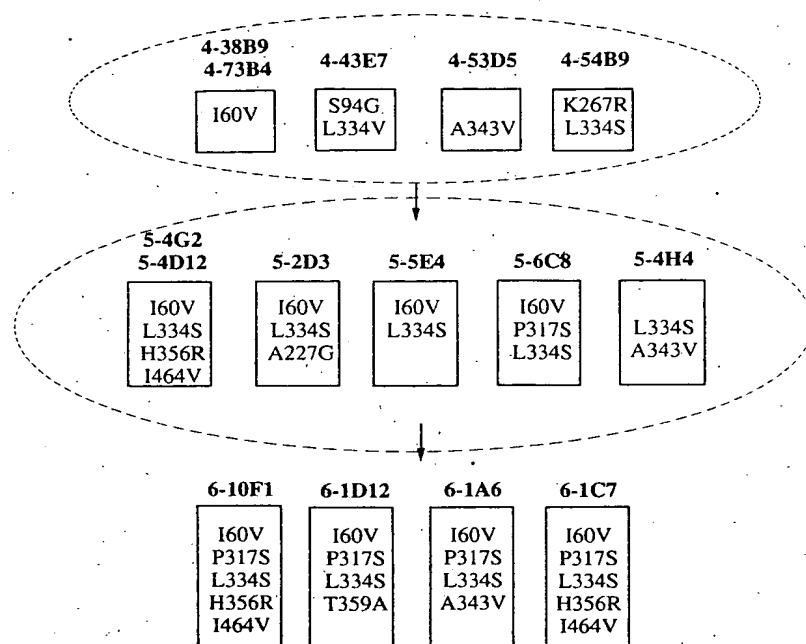 4-38B9
4-73B4
4-43E7
4-53D5
4-54B9
I60V
S94G
L334V
A343V
K267R
L334S
5-4G2
5-4D12
5-2D3
5-5E4
5-6C8
5-4H4
I60V
L334S
H356R
I464V
I60V
L334S
A227G
I60V
L334S
I60V
P317S
L334S
L334S
A343V
6-10F1
6-1D12
6-1A6
6-1C7
I60V
P317S
L334S
H356R
I464V
I60V
P317S
L334S
T359A
I60V
P317S
L334S
A343V
I60V
P317S
L334S
H356R
I464V